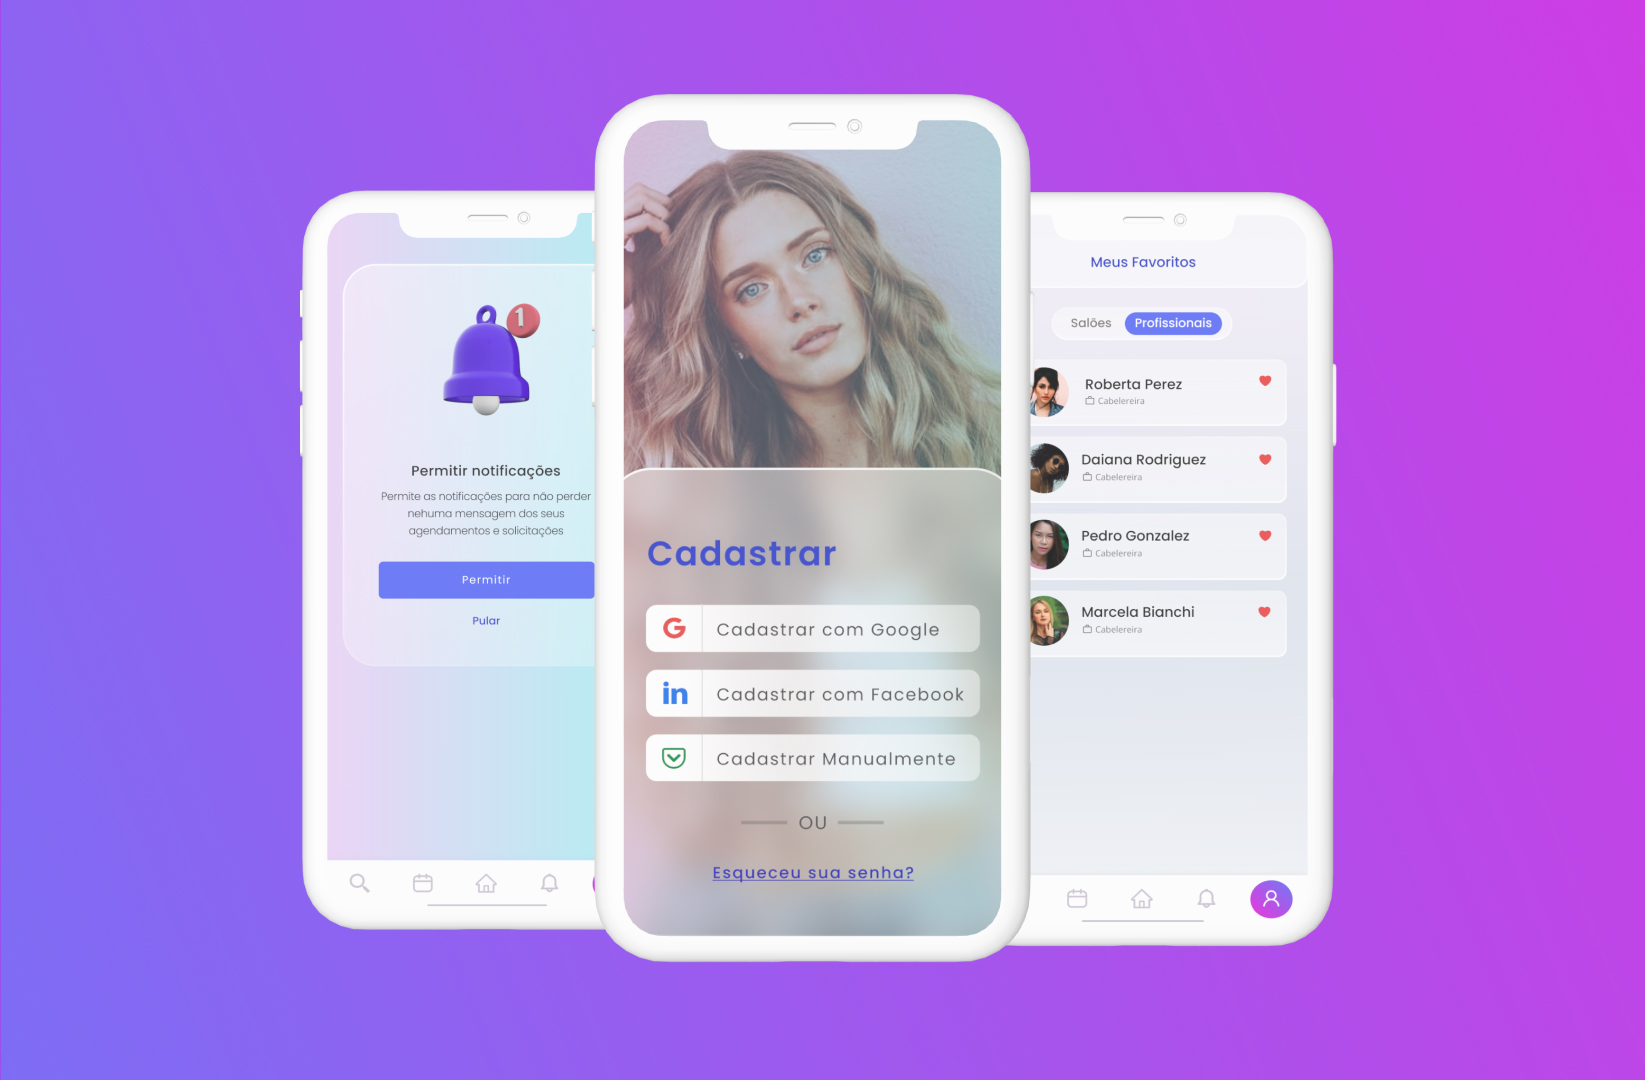 1
Permitir notificações
Permite as notificações para não perder
nehuma mensagem dos seus
agendamentos e solicitações
Permitir
Pular
Cadastrar
G Cadastrar com Google
in Cadastrar com Facebook
Cadastrar Manualmente
OU
Esqueceu sua senha?
Meus Favoritos
Salões Profissionais
Roberta Perez
Cabelereira
Daiana Rodriguez
Cabelereira
Pedro Gonzalez
Cabelereira
Marcela Bianchi
Cabelereira